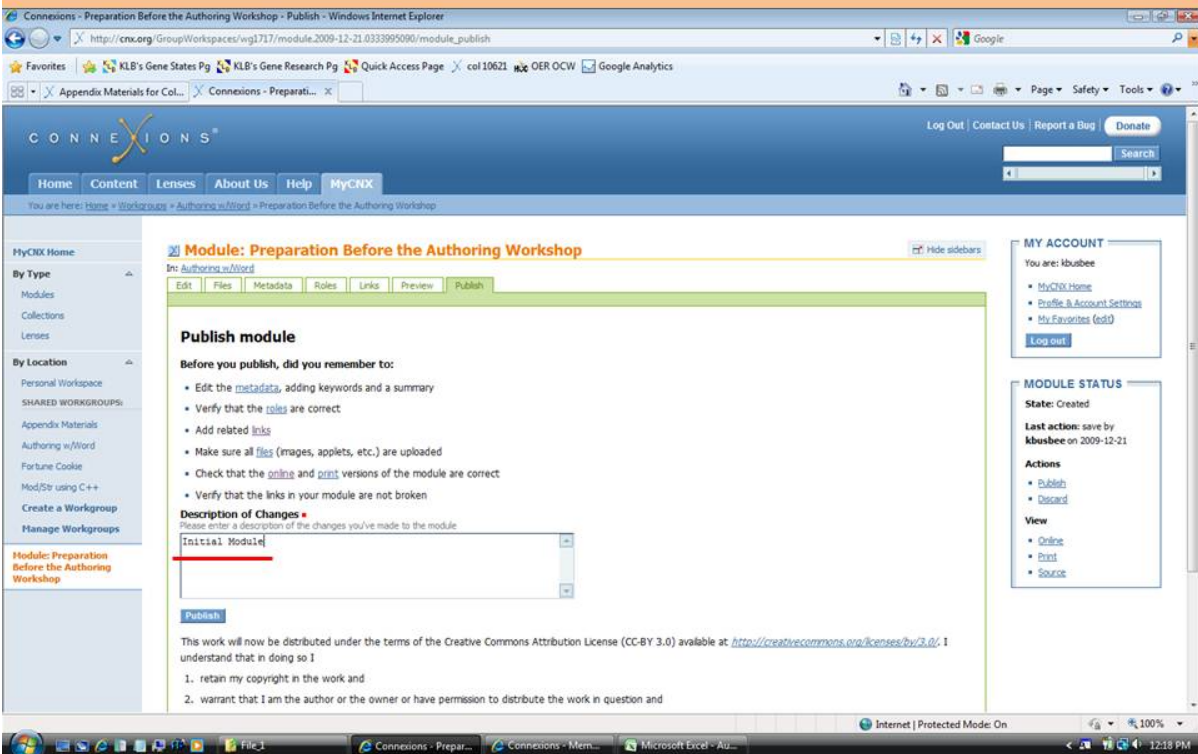 Connexions - Preparation Before the Authoring Workshop - Publish - Windows Internet Explorer
http://cnx.org/GroupWorkspaces/wg1717/module.2009-12-21.0333995090/module_publish
Google
Favorites KLB's Gene States Pg KLB's Gene Research Pg Quick Access Page col10621 OER OCW Google Analytics
Appendix Materials for Col... Connexions - Preparati... Page Safety Tools
CONNEXIONS®
Log Out | Contact Us | Report a Bug | Donate
Search
Home Content Lenses About Us Help MyCNX
You are here: Home » Workgroups » Authoring w/Word » Preparation Before the Authoring Workshop
MyCNX Home
By Type
Modules
Collections
Lenses
By Location
Personal Workspace
SHARED WORKGROUPS:
Appendix Materials
Authoring w/Word
Fortune Cookie
Mod/Str using C++
Create a Workgroup
Manage Workgroups
Module: Preparation
Before the Authoring
Workshop
Module: Preparation Before the Authoring Workshop
Hide sidebars
In: Authoring w/Word
Edit Files Metadata Roles Links Preview Publish
Publish module
Before you publish, did you remember to:
Edit the metadata, adding keywords and a summary
Verify that the roles are correct
Add related links
Make sure all files (images, applets, etc.) are uploaded
Check that the online and print versions of the module are correct
Verify that the links in your module are not broken
Description of Changes
Please enter a description of the changes you've made to the module
Initial Module
Publish
This work will now be distributed under the terms of the Creative Commons Attribution License (CC-BY 3.0) available at http://creativecommons.org/licenses/by/3.0/. I
understand that in doing so I
1. retain my copyright in the work and
2. warrant that I am the author or the owner or have permission to distribute the work in question and
MY ACCOUNT
You are: kbusbee
MyCNX Home
Profile & Account Settings
My Favorites (edit)
Log out
MODULE STATUS
State: Created
Last action: save by
kbusbee on 2009-12-21
Actions
Publish
Discard
View
Online
Print
Source
Internet | Protected Mode: On 100%
File_1 Connexions - Prepar... Connexions - Mem... Microsoft Excel - Au... 12:18 PM